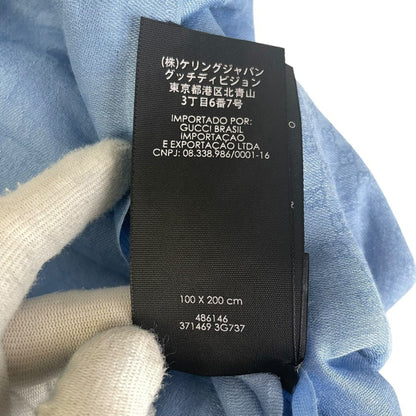 (株)ケリングジャパン
グッチディビジョン
東京都港区北青山
3丁目6番7号
IMPORTADO POR:
GUCCI BRASIL
IMPORTAÇÃO
E EXPORTAÇÃO LTDA
CNPJ: 08.338.986/0001-16
100 X 200 cm
486146
371469 3G737